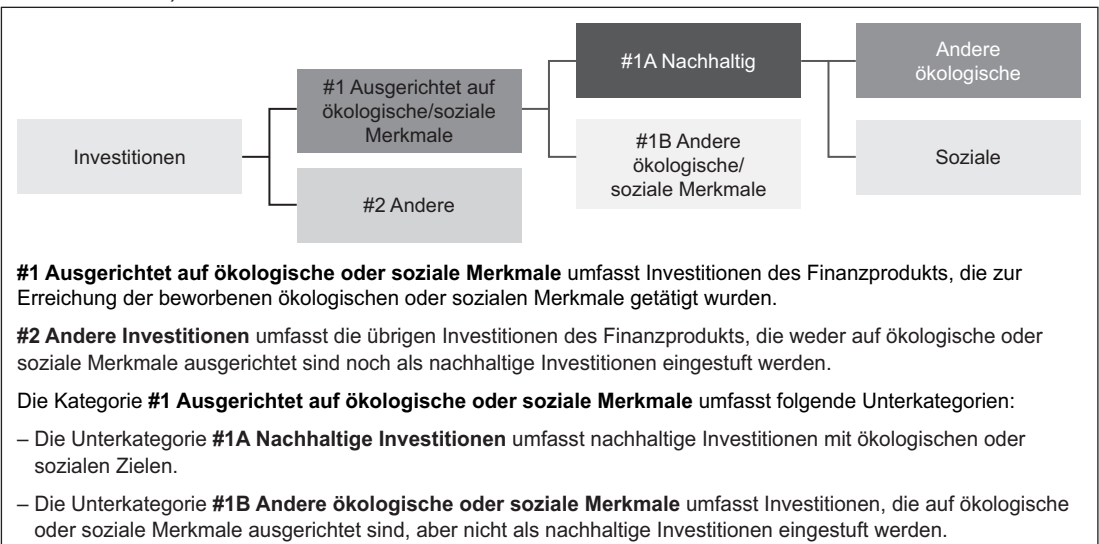 Investitionen
#1 Ausgerichtet auf
ökologische/soziale
Merkmale
#2 Andere
#1A Nachhaltig
#1B Andere
ökologische/
soziale Merkmale
Andere
ökologische
Soziale
#1 Ausgerichtet auf ökologische oder soziale Merkmale umfasst Investitionen des Finanzprodukts, die zur
Erreichung der beworbenen ökologischen oder sozialen Merkmale getätigt wurden.
#2 Andere Investitionen umfasst die übrigen Investitionen des Finanzprodukts, die weder auf ökologische oder
soziale Merkmale ausgerichtet sind noch als nachhaltige Investitionen eingestuft werden.
Die Kategorie #1 Ausgerichtet auf ökologische oder soziale Merkmale umfasst folgende Unterkategorien:
– Die Unterkategorie #1A Nachhaltige Investitionen umfasst nachhaltige Investitionen mit ökologischen oder
sozialen Zielen.
– Die Unterkategorie #1B Andere ökologische oder soziale Merkmale umfasst Investitionen, die auf ökologische
oder soziale Merkmale ausgerichtet sind, aber nicht als nachhaltige Investitionen eingestuft werden.